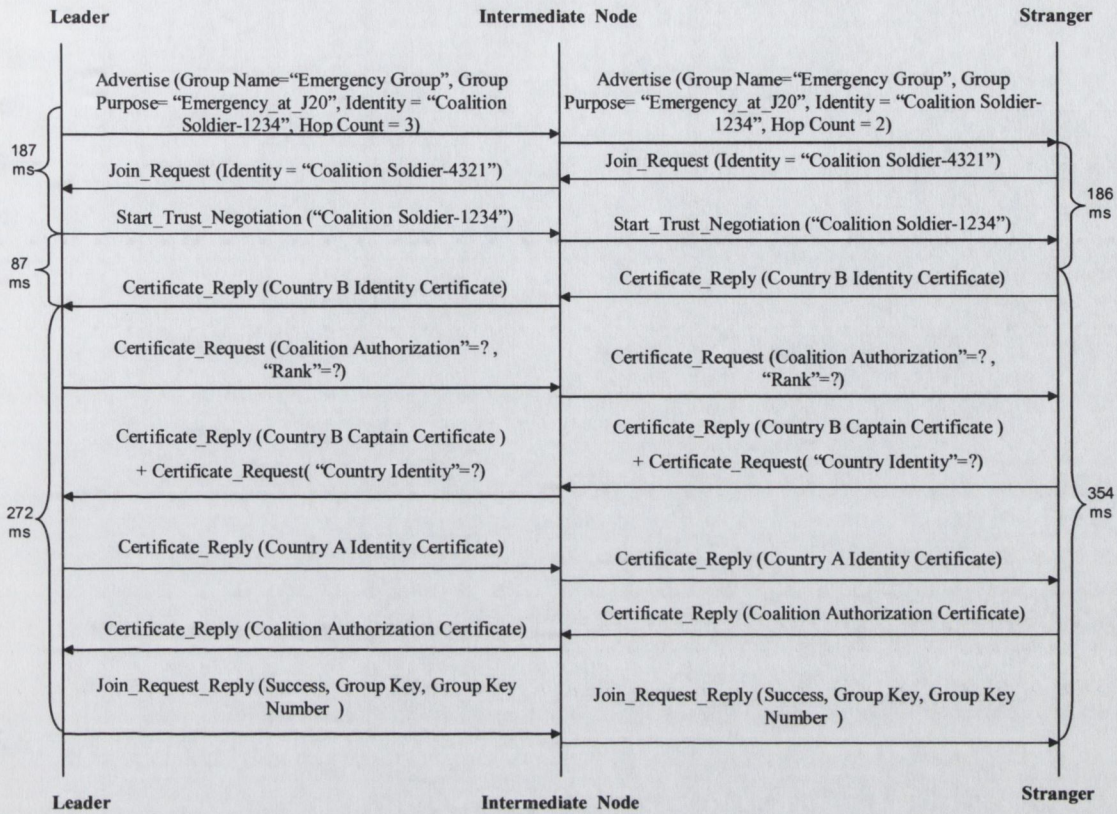 Leader
Intermediate Node
Stranger
Advertise (Group Name=“Emergency Group”, Group
Purpose= “Emergency_at_J20”, Identity = “Coalition
Soldier-1234”, Hop Count = 3)
Advertise (Group Name=“Emergency Group”, Group
Purpose= “Emergency_at_J20”, Identity = “Coalition Soldier-
1234”, Hop Count = 2)
187
ms
Join_Request (Identity = “Coalition Soldier-4321”)
Join_Request (Identity = “Coalition Soldier-4321”)
186
ms
Start_Trust_Negotiation (“Coalition Soldier-1234”)
Start_Trust_Negotiation (“Coalition Soldier-1234”)
87
ms
Certificate_Reply (Country B Identity Certificate)
Certificate_Reply (Country B Identity Certificate)
Certificate_Request (Coalition Authorization”=? ,
“Rank”=?)
Certificate_Request (Coalition Authorization”=? ,
“Rank”=?)
Certificate_Reply (Country B Captain Certificate )
+ Certificate_Request( “Country Identity”=?)
Certificate_Reply (Country B Captain Certificate )
+ Certificate_Request( “Country Identity”=?)
272
ms
354
ms
Certificate_Reply (Country A Identity Certificate)
Certificate_Reply (Country A Identity Certificate)
Certificate_Reply (Coalition Authorization Certificate)
Certificate_Reply (Coalition Authorization Certificate)
Join_Request_Reply (Success, Group Key, Group Key
Number )
Join_Request_Reply (Success, Group Key, Group Key
Number )
Leader
Intermediate Node
Stranger